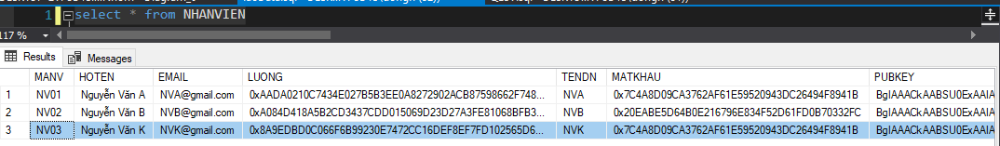 1 select * from NHANVIEN
117 %
Results Messages
MANV HOTEN EMAIL LUONG TENDN MATKHAU PUBKEY
1 NV01 Nguyễn Văn A NVA@gmail.com 0xAADA0210C7434E027B5B3EE0A8272902ACB87598662F748... NVA 0x7C4A8D09CA3762AF61E59520943DC26494F8941B BgIAAACkAABSU0ExAAIA
2 NV02 Nguyễn Văn B NVB@gmail.com 0xA084D418A5B2CD3437CDD015069D23D27A3FE81068BFB3... NVB 0x20EABE5D64B0E216796E834F52D61FD0B70332FC BgIAAACkAABSU0ExAAIA
3 NV03 Nguyễn Văn K NVK@gmail.com 0x8A9EDBD0C066F6B99230E7472CC16DEF8EF7FD102565D6... NVK 0x7C4A8D09CA3762AF61E59520943DC26494F8941B BgIAAACkAABSU0ExAAIA